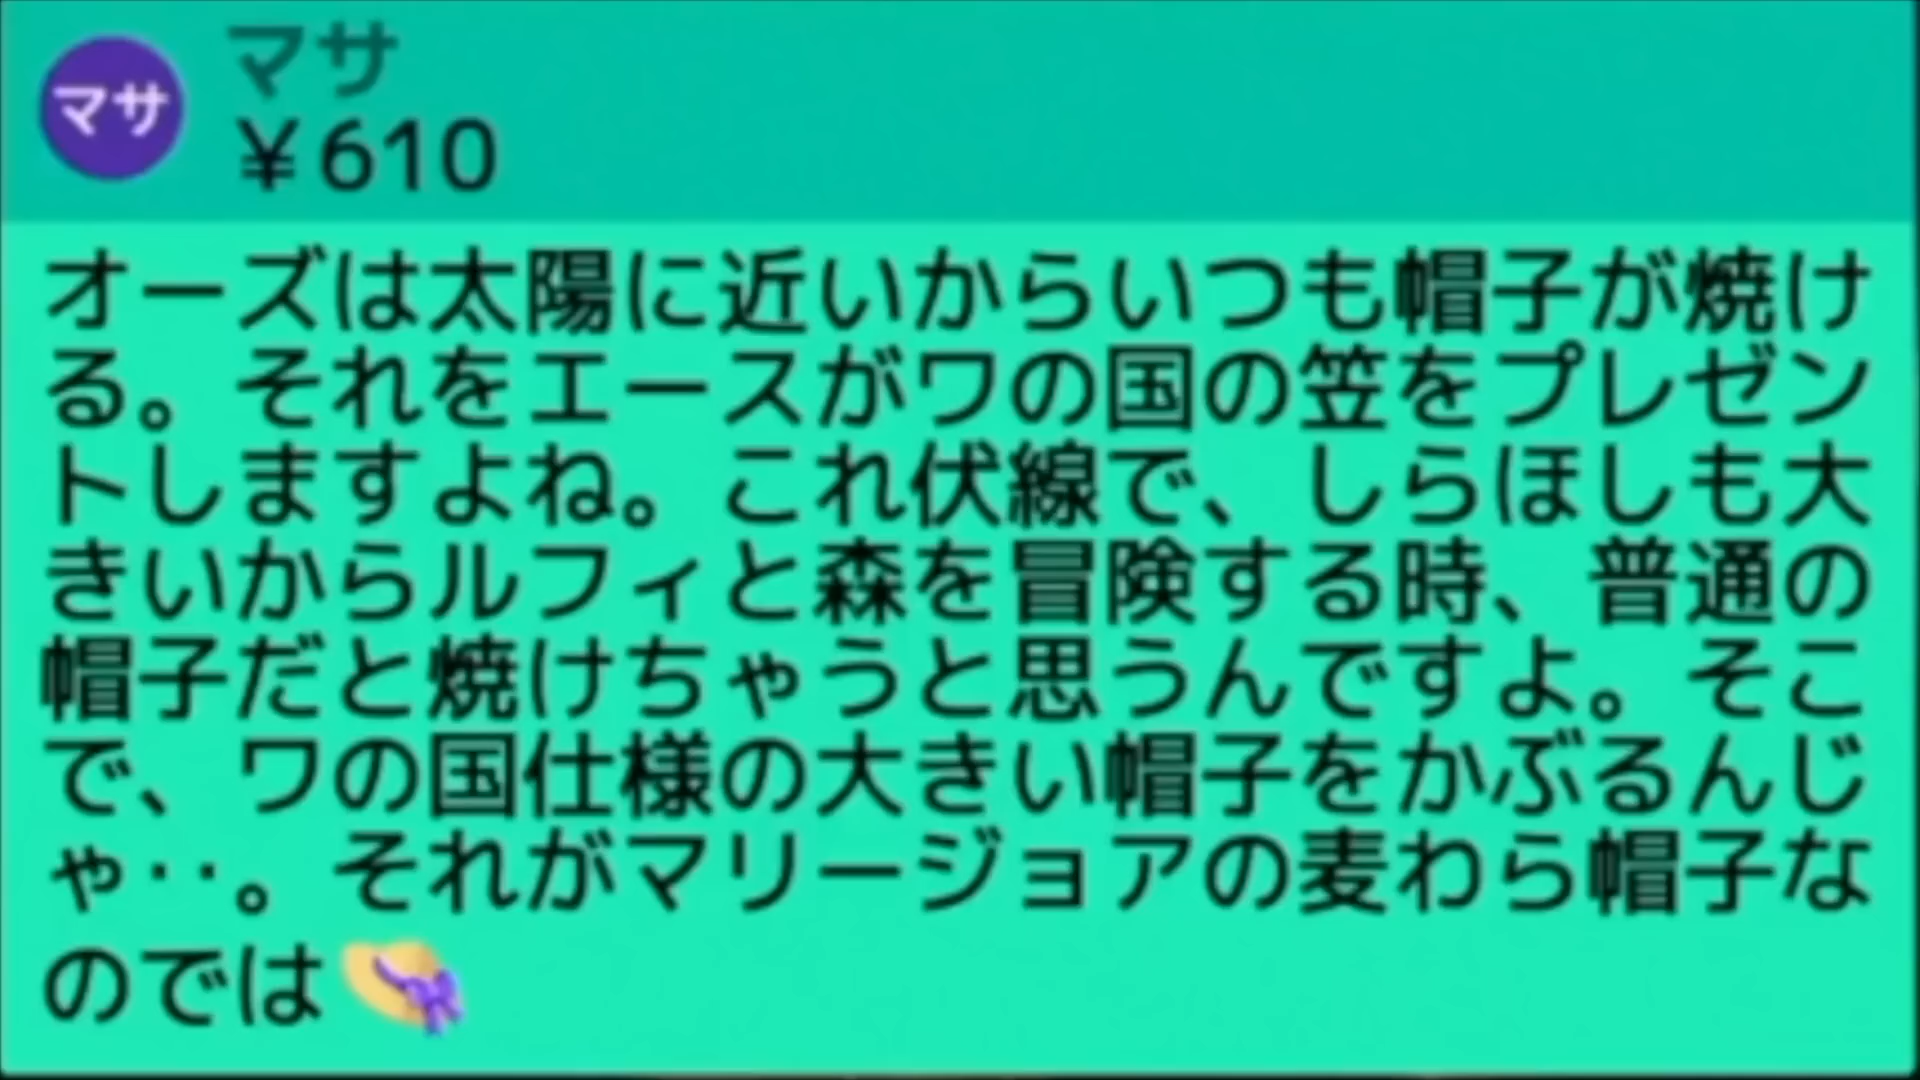 マサ
マサ
￥610
オーズは太陽に近いからいつも帽子が焼け
る。それをエースがワの国の笠をプレゼン
トしますよね。これ伏線で、しらほしも大
きいからルフィと森を冒険する時、普通の
帽子だと焼けちゃうと思うんですよ。そこ
で、ワの国仕様の大きい帽子をかぶるんじ
ゃ‥。それがマリージョアの麦わら帽子な
のでは👒